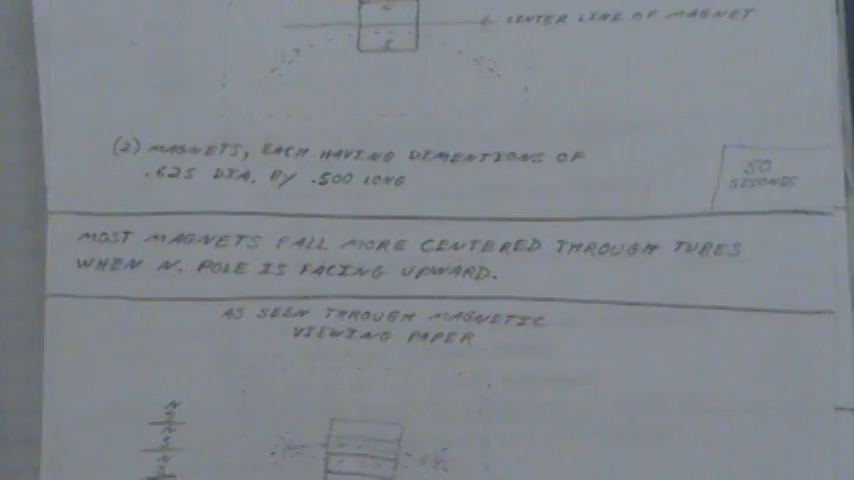 N
← CENTER LINE OF MAGNET
S
(2) MAGNETS, EACH HAVING DIMENTIONS OF
.625 DIA. BY .500 LONG
50
SECONDS
MOST MAGNETS FALL MORE CENTERED THROUGH TUBES
WHEN N. POLE IS FACING UPWARD.
AS SEEN THROUGH MAGNETIC
VIEWING PAPER